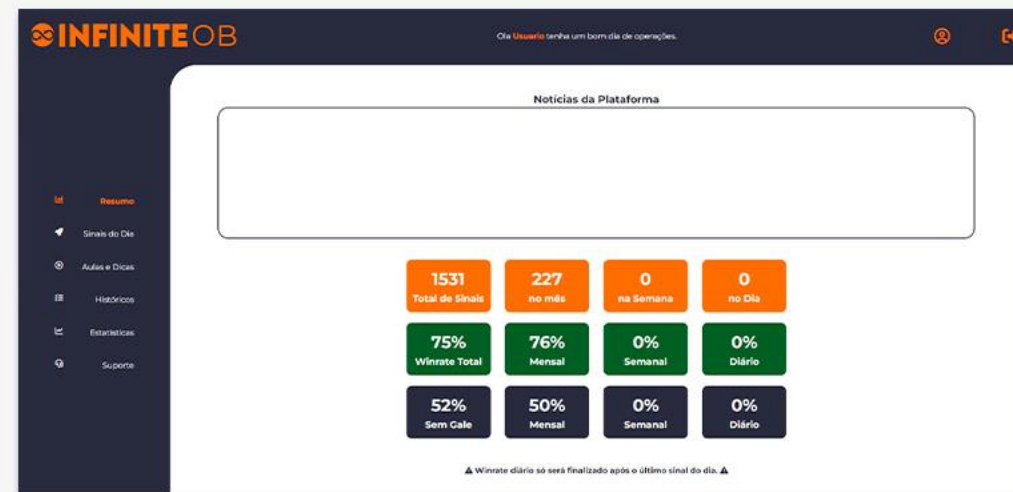 INFINITEOB
Ola Usuario tenha um bom dia de operações.
Notícias da Plataforma
Resumo
Sinais do Dia
Aulas e Dicas
Históricos
Estatísticas
Suporte
1531
Total de Sinais
227
no mês
0
na Semana
0
no Dia
75%
Winrate Total
76%
Mensal
0%
Semanal
0%
Diário
52%
Sem Gale
50%
Mensal
0%
Semanal
0%
Diário
Winrate diário só será finalizado após o último sinal do dia.